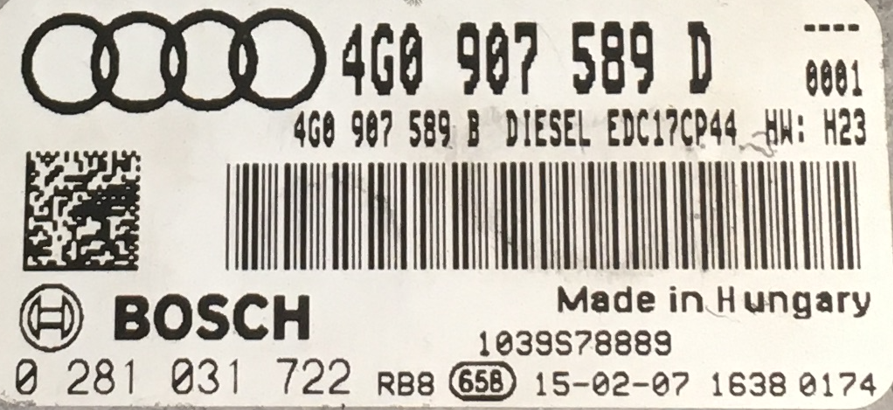 4G0 907 589 D
----
0001
4G0 907 589 B DIESEL EDC17CP44 HW: H23
BOSCH
Made in Hungary
1039S78889
0 281 031 722 RB8 658 15-02-07 1638 0174